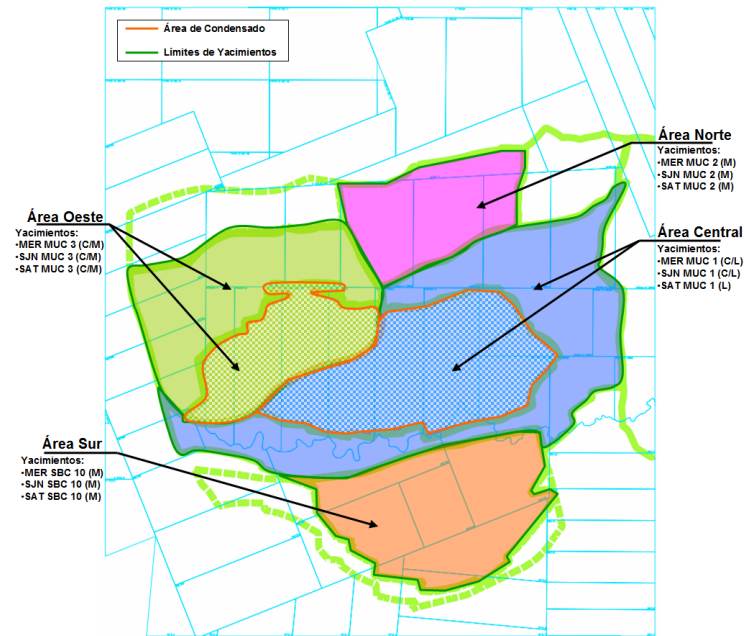 Área de Condensado
Límites de Yacimientos
Área Norte
Yacimientos:
•MER MUC 2 (M)
•SJN MUC 2 (M)
•SAT MUC 2 (M)
Área Oeste
Yacimientos:
•MER MUC 3 (C/M)
•SJN MUC 3 (C/M)
•SAT MUC 3 (C/M)
Área Central
Yacimientos:
•MER MUC 1 (C/L)
•SJN MUC 1 (C/L)
•SAT MUC 1 (L)
Área Sur
Yacimientos:
•MER SBC 10 (M)
•SJN SBC 10 (M)
•SAT SBC 10 (M)